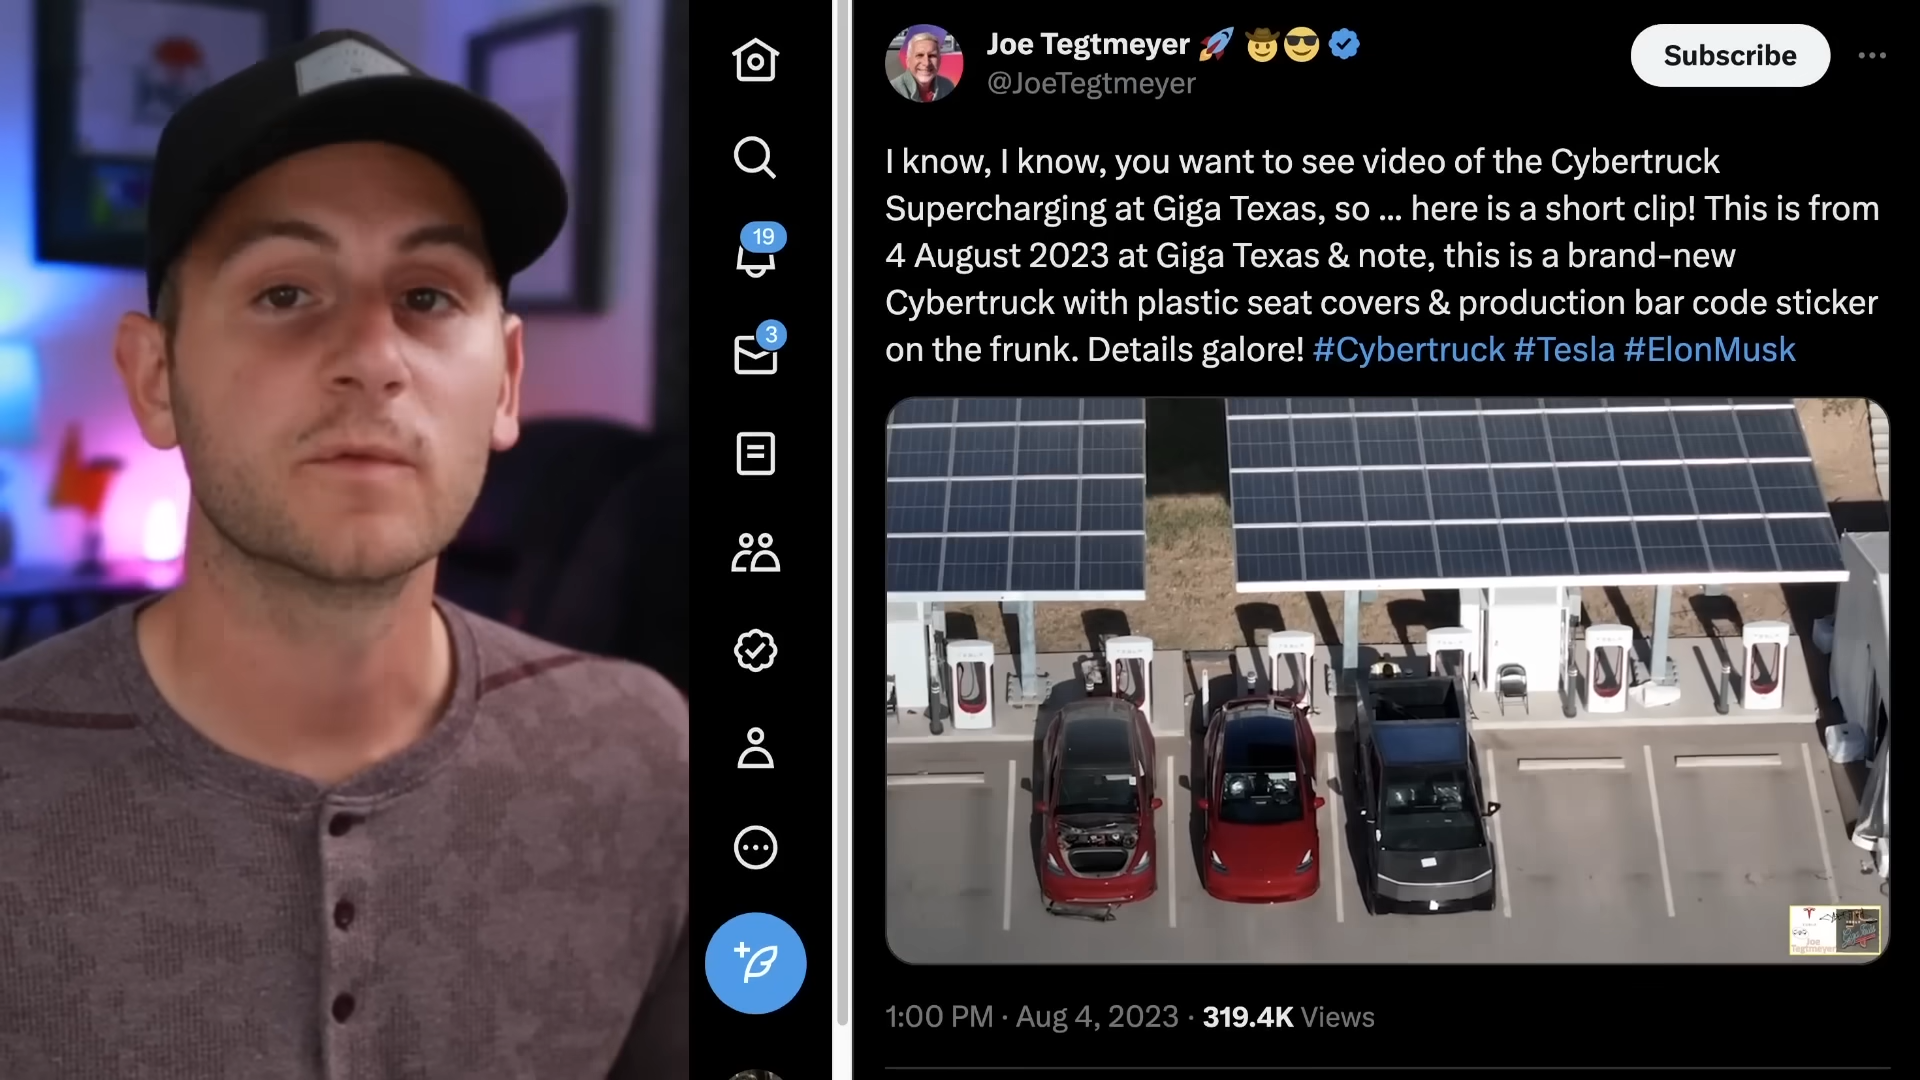 19
3
Joe Tegtmeyer 🚀 🤠😎
@JoeTegtmeyer
Subscribe
I know, I know, you want to see video of the Cybertruck
Supercharging at Giga Texas, so ... here is a short clip! This is from
4 August 2023 at Giga Texas & note, this is a brand-new
Cybertruck with plastic seat covers & production bar code sticker
on the frunk. Details galore! #Cybertruck #Tesla #ElonMusk
Joe
Tegtmeyer
1:00 PM · Aug 4, 2023 · 319.4K Views